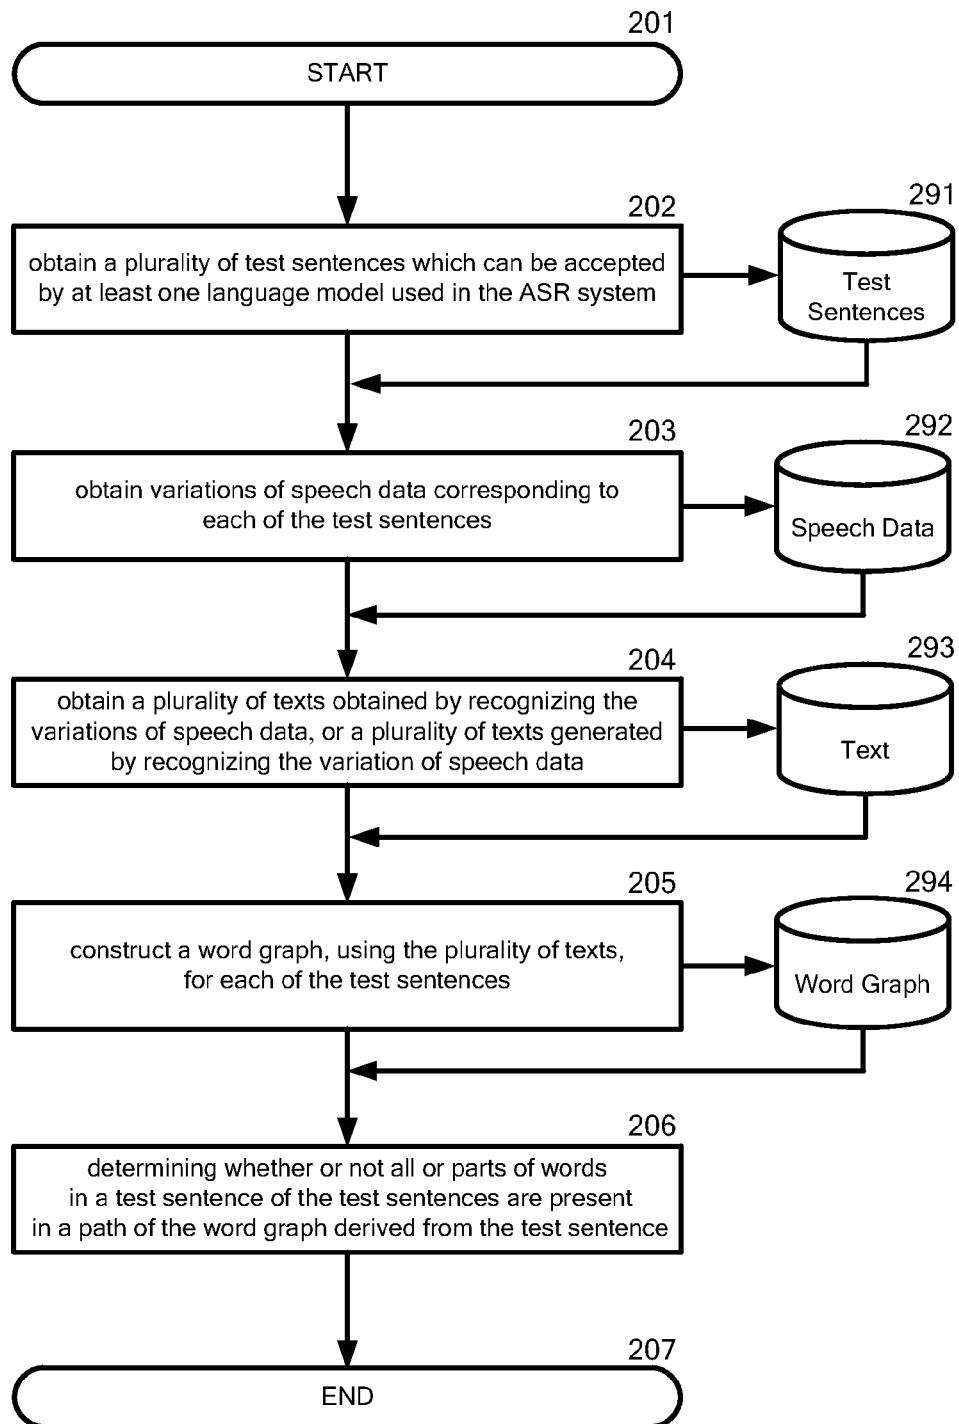 201
START
202
obtain a plurality of test sentences which can be accepted
by at least one language model used in the ASR system
291
Test
Sentences
203
obtain variations of speech data corresponding to
each of the test sentences
292
Speech Data
204
obtain a plurality of texts obtained by recognizing the
variations of speech data, or a plurality of texts generated
by recognizing the variation of speech data
293
Text
205
construct a word graph, using the plurality of texts,
for each of the test sentences
294
Word Graph
206
determining whether or not all or parts of words
in a test sentence of the test sentences are present
in a path of the word graph derived from the test sentence
207
END